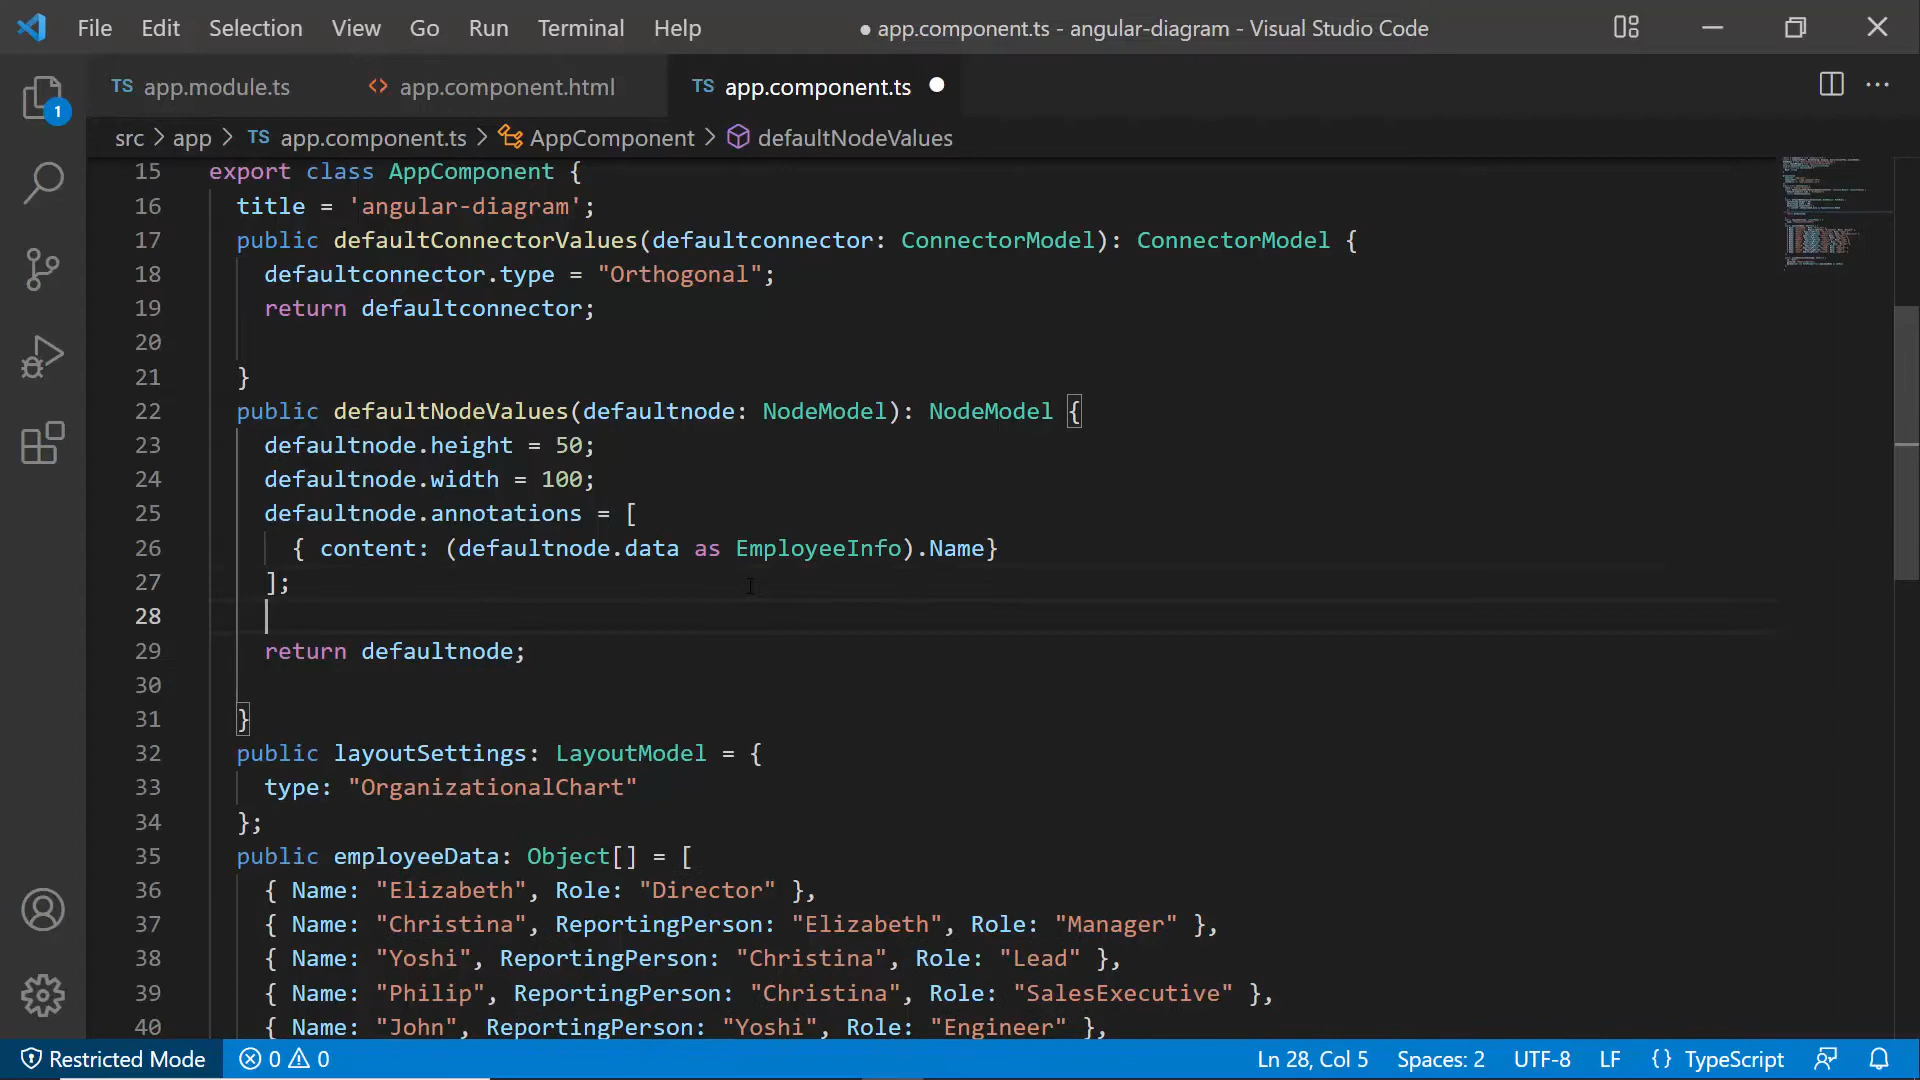 File Edit Selection View Go Run Terminal Help ● app.component.ts - angular-diagram - Visual Studio Code
TS app.module.ts <> app.component.html TS app.component.ts
1
src > app > TS app.component.ts > AppComponent > defaultNodeValues
15 export class AppComponent {
16 title = 'angular-diagram';
17 public defaultConnectorValues(defaultconnector: ConnectorModel): ConnectorModel {
18 defaultconnector.type = "Orthogonal";
19 return defaultconnector;
20
21 }
22 public defaultNodeValues(defaultnode: NodeModel): NodeModel {
23 defaultnode.height = 50;
24 defaultnode.width = 100;
25 defaultnode.annotations = [
26 { content: (defaultnode.data as EmployeeInfo).Name}
27 ];
28
29 return defaultnode;
30
31 }
32 public layoutSettings: LayoutModel = {
33 type: "OrganizationalChart"
34 };
35 public employeeData: Object[] = [
36 { Name: "Elizabeth", Role: "Director" },
37 { Name: "Christina", ReportingPerson: "Elizabeth", Role: "Manager" },
38 { Name: "Yoshi", ReportingPerson: "Christina", Role: "Lead" },
39 { Name: "Philip", ReportingPerson: "Christina", Role: "SalesExecutive" },
40 { Name: "John", ReportingPerson: "Yoshi", Role: "Engineer" },
Restricted Mode 0 0 Ln 28, Col 5 Spaces: 2 UTF-8 LF {} TypeScript